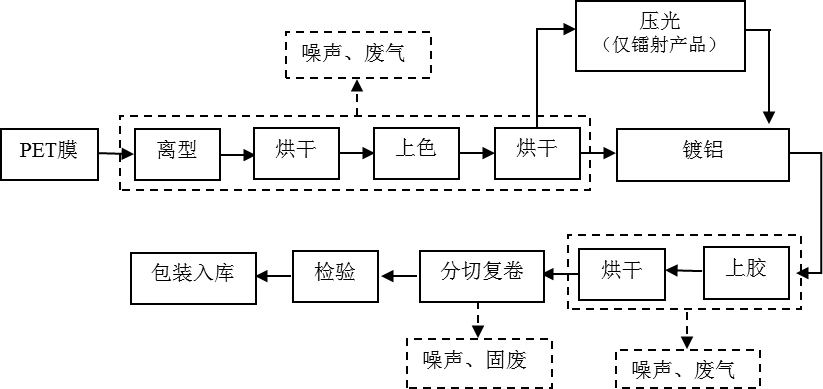 压光
（仅镭射产品）
噪声、废气
PET膜
离型
烘干
上色
烘干
镀铝
包装入库
检验
分切复卷
烘干
上胶
噪声、固废
噪声、废气